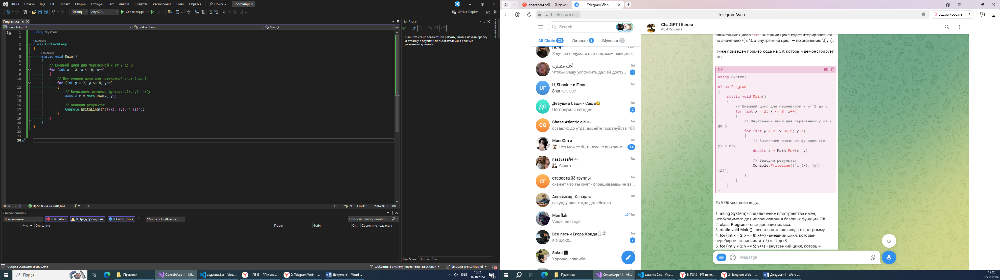 Файл Правка Вид Git Проект Сборка Отладка Тест Анализ Средства Расширения Окно Справка Поиск ConsoleApp11
Debug Any CPU ConsoleApp11 GitHub Copilot
Program.cs
ConsoleApp11 ForEachLoop Main()
1 using System;
2
Ссылок: 0
3 class ForEachLoop
4 {
Ссылок: 0
5 static void Main()
6 {
7 // Внешний цикл для переменной x от 2 до 8
8 for (int x = 2; x <= 8; x++)
9 {
10 // Внутренний цикл для переменной y от 2 до 5
11 for (int y = 2; y <= 5; y++)
12 {
13 // Вычисляем значение функции z(x, y) = x^y
14 double z = Math.Pow(x, y);
15
16 // Выводим результат
17 Console.WriteLine($"z({x}, {y}) = {z}");
18 }
19 }
20 }
21 }
22
23
24
100 % Проблемы не найдены. Стр: 24 Симв: 1 Пробелы CRLF
Список ошибок
Все решение 0 Ошибки 0 Предупреждения 0 Сообщения Сборка и IntelliSense Поиск по списку ошибок
Код Описание Проект Файл Ст... Состояние подавлен
Live Share
Начните сеанс совместной работы, чтобы начать правку
и отладку с другими пользователями в режиме
реального времени.
Уведомления
Live Share Чат Live Share
Сборка успешно завершена Добавить в систему управления версиями Выбрать репозиторий 1
Поиск Практики ConsoleApp11 - Mi... задание 2.cs - Visu... 1: ПЗ13 - РП испо... 2: Telegram Web —... Документ1 - Word ... ENG 15:42
16.10.2024 1
2 телеграм веб — Яндекс: Telegram Web
web.telegram.org Telegram Web редактировать
Search
All Chats 25 Личные 2 Музыка 1
Геля 00:07
Я лучше подумаю над видосом немцево...
أحب مصيرك Tue
Чтобы Сашу успокоить дал ей досту... 3
UГ U, Shanker и Геля Tue
Shanker: все
ДС Девушка Саши - Саша😅 Tue
Поговорили сегодня 2
CG Chase Atlantic girl Tue
оставлю до утра, добейте пожалуйста 100
Мин Юнги Tue
Что может быть лучше выходно... 14
nastyass🐈‍⬛ Tue
Album
СГ староста 33 группы Tue
скажет что ты снят - спрашиваешь че за ...
Александр Хараули Tue
секунду щас тогда доработаю
Monflak Tue
Voice message
Все песни Егора Крида🎧🎼 Tue
я в шоке... 7
Sokol
Хорошо, спасибо
ChatGPT | Валли
48 412 users
вложенных цикла for. Внешний цикл будет итерироваться
по значению \( x \), а внутренний цикл — по значению \( y \).
Ниже приведён пример кода на C#, который демонстрирует
это:
C#
using System;
class Program
{
static void Main()
{
// Внешний цикл для переменной x от 2 до 8
for (int x = 2; x <= 8; x++)
{
// Внутренний цикл для переменной y от 2
до 5
for (int y = 2; y <= 5; y++)
{
// Вычисляем значение функции z(x,
y) = x^y
double z = Math.Pow(x, y);
// Выводим результат
Console.WriteLine($"z({x}, {y}) =
{z}");
}
}
}
}
### Объяснение кода:
1. using System; - подключение пространства имен,
необходимого для использования базовых функций C#.
2. class Program - определение класса.
3. static void Main() - основная точка входа в программу.
4. for (int x = 2; x <= 8; x++) - внешний цикл, который
перебирает значения \( x \) от 2 до 8.
5. for (int y = 2; y <= 5; y++) - внутренний цикл, который
Message
Практики ConsoleApp11 - Mi... задание 2.cs - Visu... 1: ПЗ13 - РП испо... 2: Telegram Web —... Документ1 - Word ... 15:42
16.10.2024